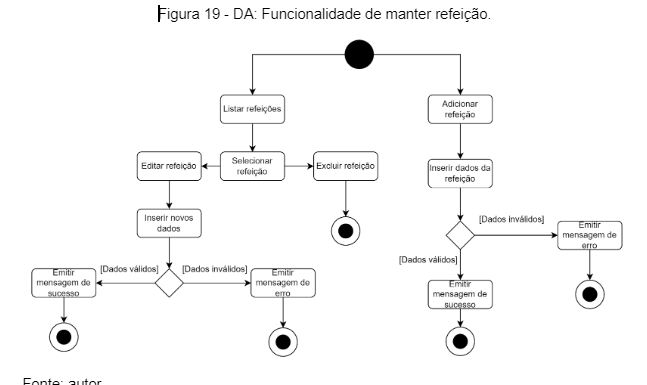 Figura 19 - DA: Funcionalidade de manter refeição.
Listar refeições
Adicionar
refeição
Editar refeição
Selecionar
refeição
Excluir refeição
Inserir dados da
refeição
Inserir novos
dados
[Dados inválidos]
Emitir
mensagem de
erro
[Dados válidos]
[Dados válidos]
[Dados inválidos]
Emitir
mensagem de
sucesso
Emitir
mensagem de
erro
Emitir
mensagem de
sucesso
Fonte: autor